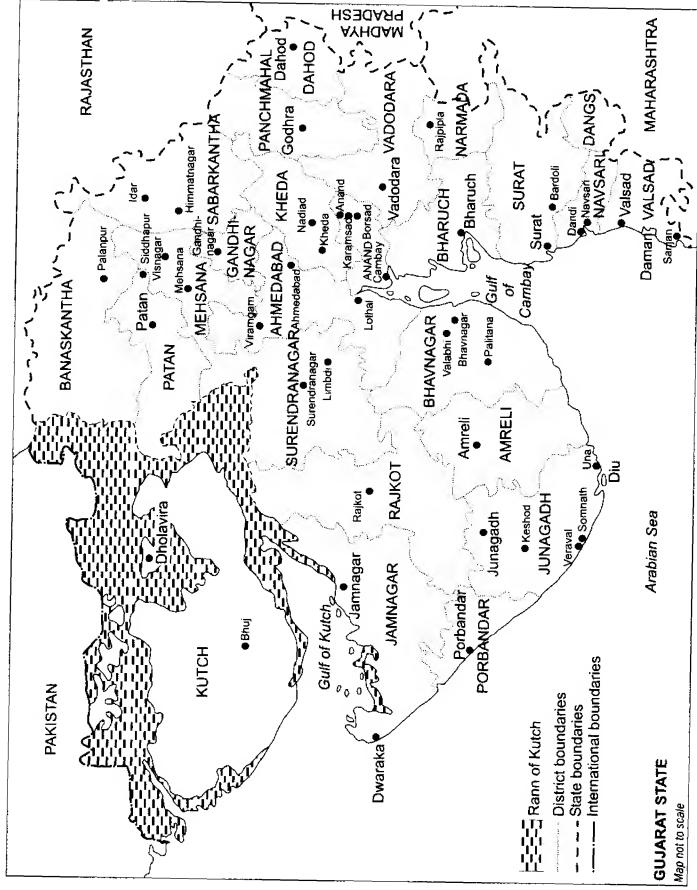 PAKISTAN
RAJASTHAN
MADHYA
PRADESH
MAHARASHTRA
BANASKANTHA
Palanpur
Idar
Himmatnagar
SABARKANTHA
Patan
PATAN
Siddhapur
Visnagar
Mehsana
MEHSANA
Gandhi-
nagar
GANDHI-
NAGAR
PANCHMAHAL
Godhra
Dahod
DAHOD
Dholavira
KUTCH
Bhuj
Viramgam
AHMEDABAD
Ahmedabad
KHEDA
Nadiad
Kheda
Anand
Karamsad
Borsad
ANAND
Cambay
Vadodara
VADODARA
SURENDRANAGAR
Surendranagar
Limbdi
Lothal
Gulf of Kutch
Jamnagar
JAMNAGAR
Rajkot
RAJKOT
Dwaraka
Porbandar
PORBANDAR
Junagadh
Keshod
JUNAGADH
Veraval
Somnath
Amreli
AMRELI
Una
Diu
BHAVNAGAR
Valabhi
Bhavnagar
Palitana
Gulf
of
Cambay
BHARUCH
Bharuch
Rajpipla
NARMADA
SURAT
Surat
Bardoli
Dandi
Navsari
NAVSARI
DANGS
Valsad
VALSAD
Daman
Saman
Arabian Sea
Rann of Kutch
District boundaries
State boundaries
International boundaries
GUJARAT STATE
Map not to scale